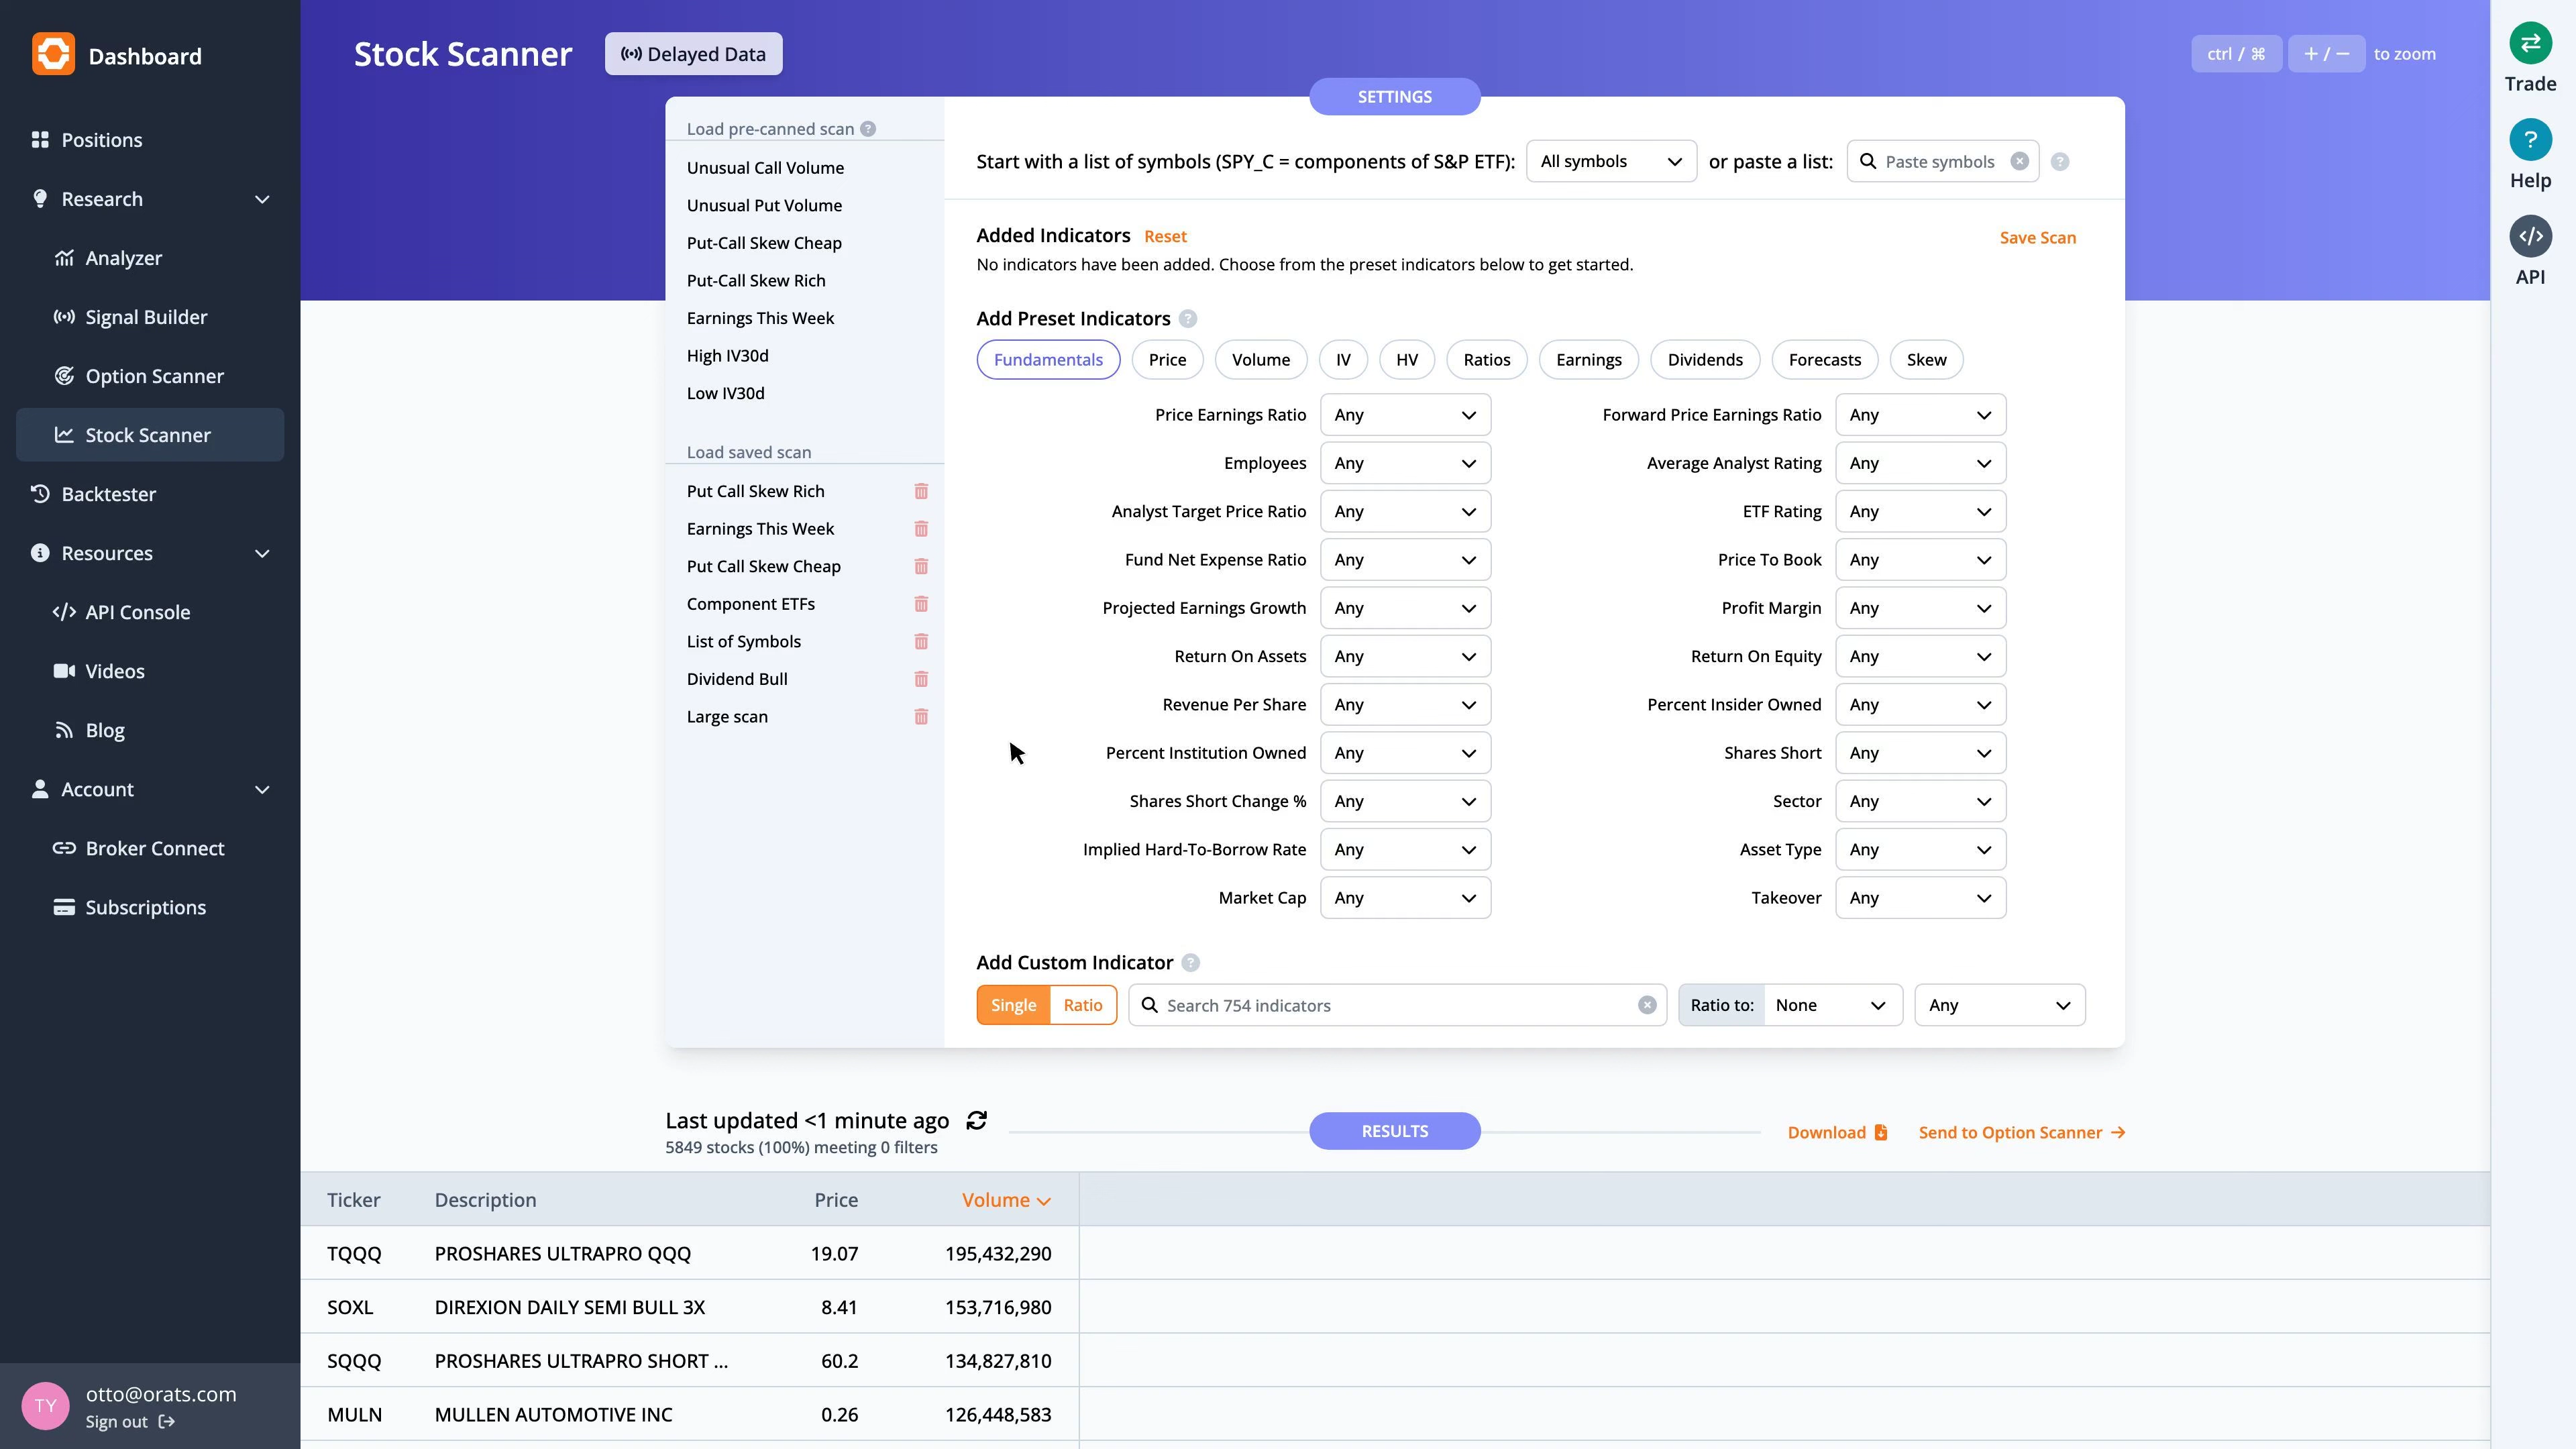 Dashboard
Positions
Research
Analyzer
Signal Builder
Option Scanner
Stock Scanner
Backtester
Resources
API Console
Videos
Blog
Account
Broker Connect
Subscriptions
TY
otto@orats.com
Sign out
Stock Scanner
Delayed Data
ctrl / ⌘
+ / −
to zoom
Trade
Help
API
SETTINGS
Load pre-canned scan ?
Unusual Call Volume
Unusual Put Volume
Put-Call Skew Cheap
Put-Call Skew Rich
Earnings This Week
High IV30d
Low IV30d
Load saved scan
Put Call Skew Rich
Earnings This Week
Put Call Skew Cheap
Component ETFs
List of Symbols
Dividend Bull
Large scan
Start with a list of symbols (SPY_C = components of S&P ETF): All symbols or paste a list: Paste symbols ?
Added Indicators Reset
Save Scan
No indicators have been added. Choose from the preset indicators below to get started.
Add Preset Indicators ?
Fundamentals Price Volume IV HV Ratios Earnings Dividends Forecasts Skew
Price Earnings Ratio Any Forward Price Earnings Ratio Any
Employees Any Average Analyst Rating Any
Analyst Target Price Ratio Any ETF Rating Any
Fund Net Expense Ratio Any Price To Book Any
Projected Earnings Growth Any Profit Margin Any
Return On Assets Any Return On Equity Any
Revenue Per Share Any Percent Insider Owned Any
Percent Institution Owned Any Shares Short Any
Shares Short Change % Any Sector Any
Implied Hard-To-Borrow Rate Any Asset Type Any
Market Cap Any Takeover Any
Add Custom Indicator ?
Single Ratio Search 754 indicators Ratio to: None Any
Last updated <1 minute ago
5849 stocks (100%) meeting 0 filters
RESULTS
Download
Send to Option Scanner
Ticker Description Price Volume
TQQQ PROSHARES ULTRAPRO QQQ 19.07 195,432,290
SOXL DIREXION DAILY SEMI BULL 3X 8.41 153,716,980
SQQQ PROSHARES ULTRAPRO SHORT ... 60.2 134,827,810
MULN MULLEN AUTOMOTIVE INC 0.26 126,448,583